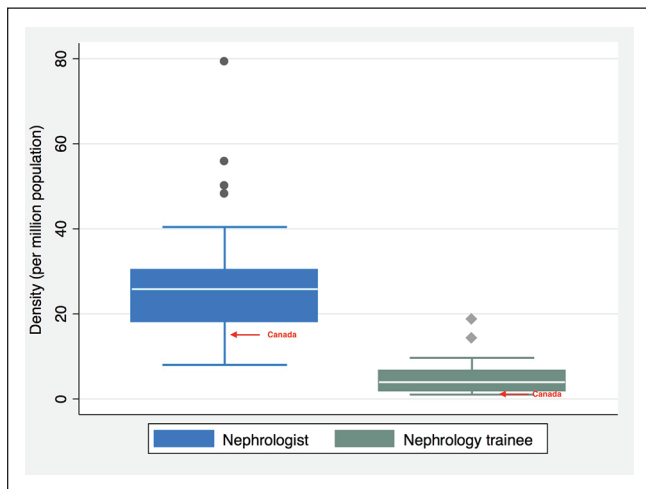 Density (per million population)
80
60
40
20
0
Canada
Canada
Nephrologist
Nephrology trainee